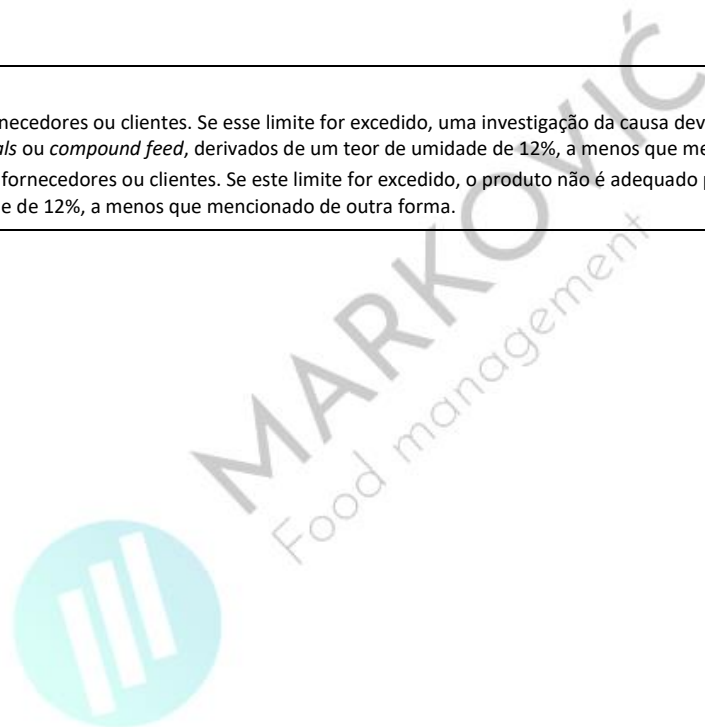 necedores ou clientes. Se esse limite for excedido, uma investigação da causa dev
als ou compound feed, derivados de um teor de umidade de 12%, a menos que me
fornecedores ou clientes. Se este limite for excedido, o produto não é adequado p
e de 12%, a menos que mencionado de outra forma.
MARKOVIĆ
Food management